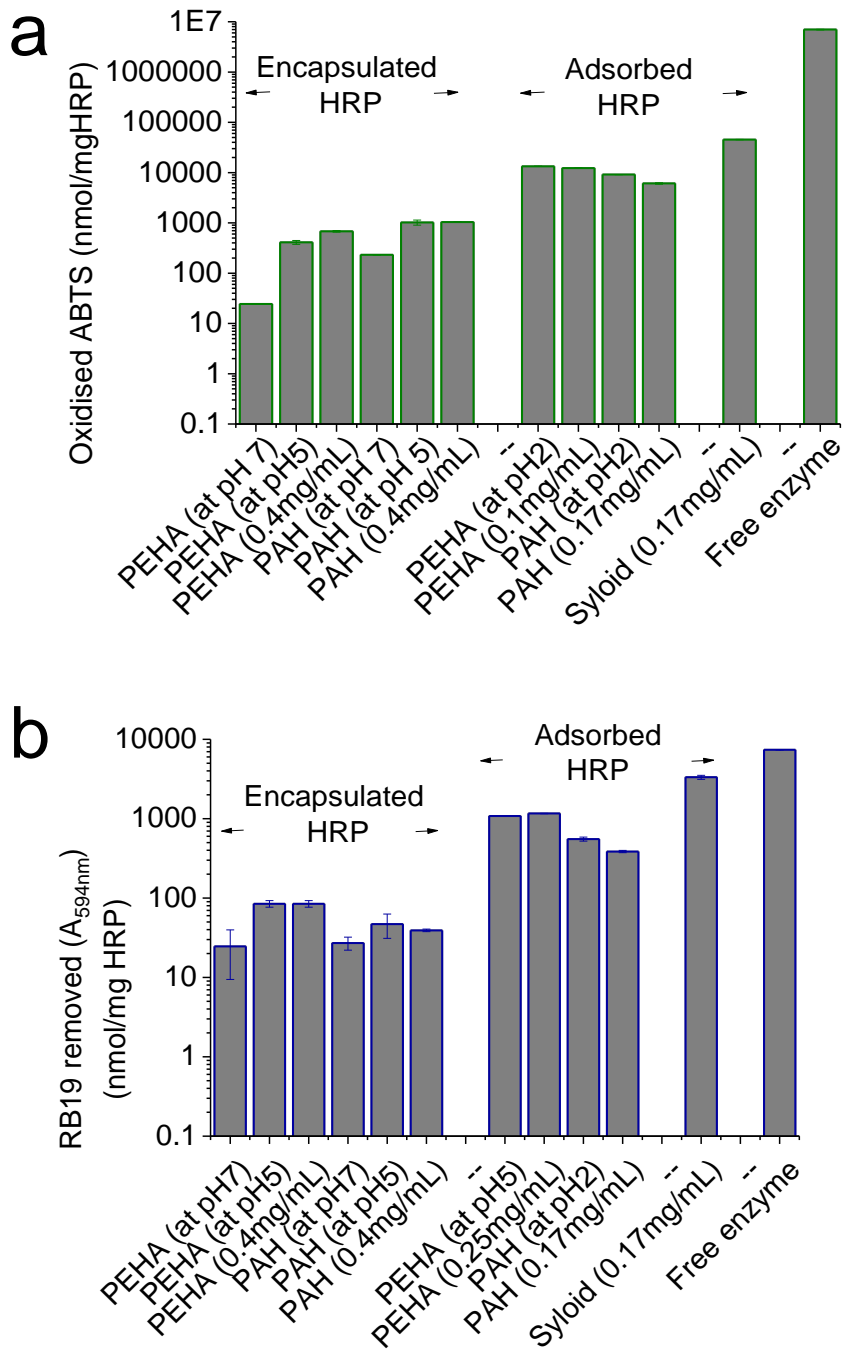 a
Oxidised ABTS (nmol/mgHRP)
1E7
1000000
100000
10000
1000
100
10
1
0.1
Encapsulated
HRP
Adsorbed
HRP
PEHA (at pH 7)
PEHA (at pH5)
PEHA (0.4mg/mL)
PAH (at pH 7)
PAH (at pH 5)
PAH (0.4mg/mL)
--
PEHA (at pH2)
PEHA (0.1mg/mL)
PAH (at pH2)
PAH (0.17mg/mL)
--
Syloid (0.17mg/mL)
--
Free enzyme
b
RB19 removed (A594nm)
(nmol/mg HRP)
10000
1000
100
10
1
0.1
Encapsulated
HRP
Adsorbed
HRP
PEHA (at pH7)
PEHA (at pH5)
PEHA (0.4mg/mL)
PAH (at pH7)
PAH (at pH5)
PAH (0.4mg/mL)
--
PEHA (at pH5)
PEHA (0.25mg/mL)
PAH (at pH2)
PAH (0.17mg/mL)
--
Syloid (0.17mg/mL)
--
Free enzyme